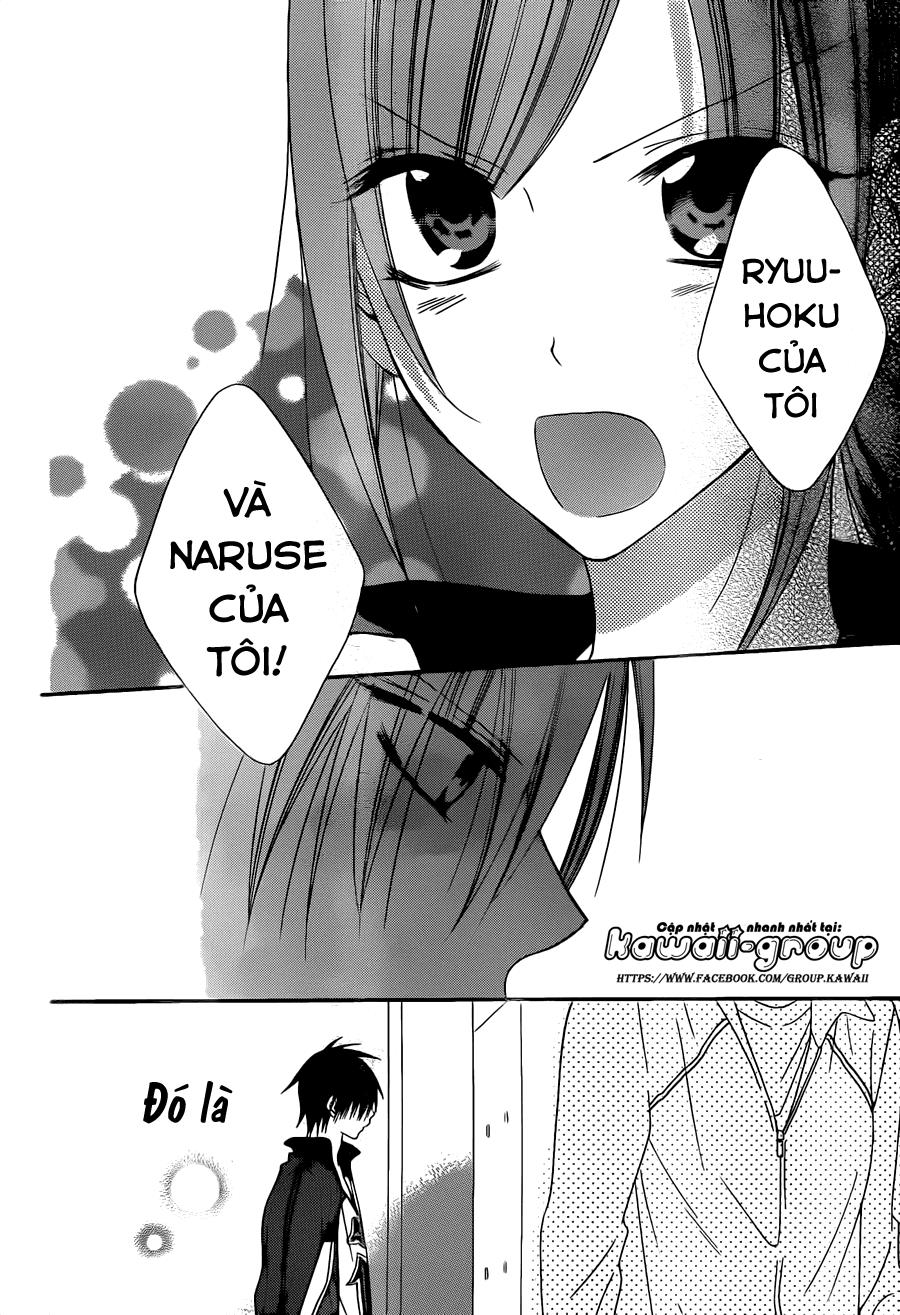 RYUU-
HOKU
CỦA
TÔI
VÀ
NARUSE
CỦA
TÔI!
Cập nhật nhanh nhất tại:
kawaii-group
HTTPS://WWW.FACEBOOK.COM/GROUP.KAWAII
Đó là